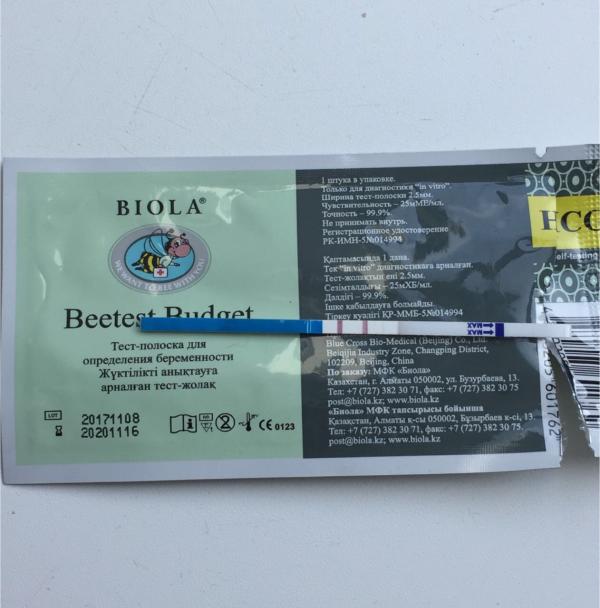 BIOLA®
WE WANT TO BEE WITH YOU
Beetest Budget
Тест-полоска для
определения беременности
Жүктілікті анықтауға
арналған тест-жолақ
LOT 20171108
20201116
CE 0123
1 штука в упаковке.
Только для диагностики "in vitro".
Ширина тест-полоски 2.5мм.
Чувствительность – 25мМЕ/мл.
Точность – 99.9%.
Не принимать внутрь.
Регистрационное удостоверение
РК-ИМН-5№014994
Қаптамасында 1 дана.
Тек "in vitro" диагностикаға арналған.
Тест-жолақтың ені 2.5мм.
Сезімталдығы – 25мХБ/мл.
Дәлдігі – 99.9%.
Ішке қабылдауға болмайды.
Тіркеу куәлігі ҚР-ММБ-5№014994
MAX
MAX
Blue Cross Bio-Medical (Beijing) Co., Ltd.
Beiqijia Industry Zone, Changping District,
102209, Beijing, China
По заказу: МФК «Биола»
Казахстан, г. Алматы 050002, ул. Бузурбаева, 13.
Тел: +7 (727) 382 30 71, факс: +7 (727) 382 30 75
post@biola.kz; www.biola.kz
«Биола» МФК тапсырысы бойынша
Қазақстан, Алматы қ-сы 050002, Бузырбаев к-сі, 13.
Тел: +7 (727) 382 30 71, факс: +7 (727) 382 30 75.
post@biola.kz; www.biola.kz
HCG
elf-testing
601762